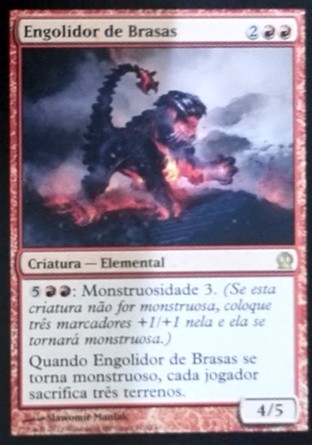 Engolidor de Brasas 2
Criatura — Elemental
5: Monstruosidade 3. (Se esta
criatura não for monstruosa, coloque
três marcadores +1/+1 nela e ela se
tornará monstruosa.)
Quando Engolidor de Brasas se
torna monstruoso, cada jogador
sacrifica três terrenos.
Slawomir Maniak
4/5